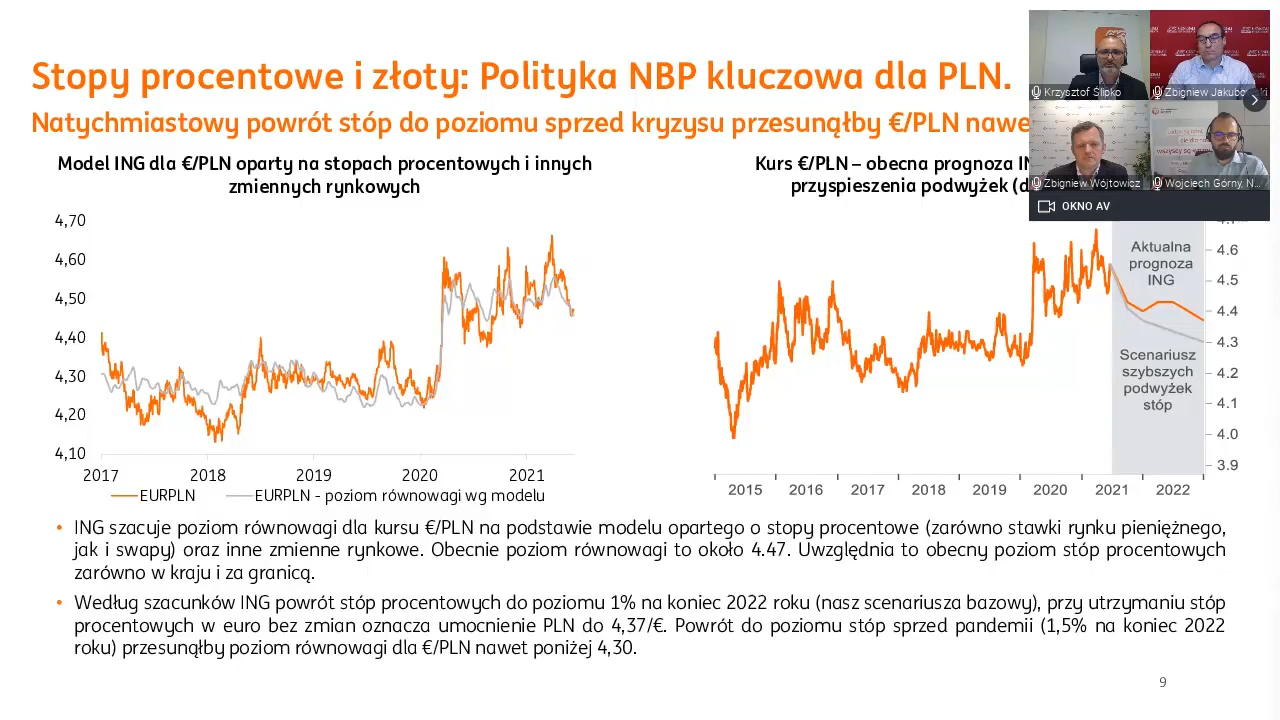 Stopy procentowe i złoty: Polityka NBP kluczowa dla PLN.
Natychmiastowy powrót stóp do poziomu sprzed kryzysu przesunąłby €/PLN nawe
Krzysztof Ślipko
Zbigniew Jakubowski
Zbigniew Wójtowicz
Wojciech Górny, N...
OKNO AV
Model ING dla €/PLN oparty na stopach procentowych i innych
zmiennych rynkowych
4,70
4,60
4,50
4,40
4,30
4,20
4,10
2017 2018 2019 2020 2021
EURPLN EURPLN - poziom równowagi wg modelu
Kurs €/PLN – obecna prognoza IN
przyspieszenia podwyżek (d
Aktualna
prognoza
ING
Scenariusz
szybszych
podwyżek
stóp
4.6
4.5
4.4
4.3
4.2
4.1
4.0
3.9
2015 2016 2017 2018 2019 2020 2021 2022
• ING szacuje poziom równowagi dla kursu €/PLN na podstawie modelu opartego o stopy procentowe (zarówno stawki rynku pieniężnego,
jak i swapy) oraz inne zmienne rynkowe. Obecnie poziom równowagi to około 4.47. Uwzględnia to obecny poziom stóp procentowych
zarówno w kraju i za granicą.
• Według szacunków ING powrót stóp procentowych do poziomu 1% na koniec 2022 roku (nasz scenariusza bazowy), przy utrzymaniu stóp
procentowych w euro bez zmian oznacza umocnienie PLN do 4,37/€. Powrót do poziomu stóp sprzed pandemii (1,5% na koniec 2022
roku) przesunąłby poziom równowagi dla €/PLN nawet poniżej 4,30.
9